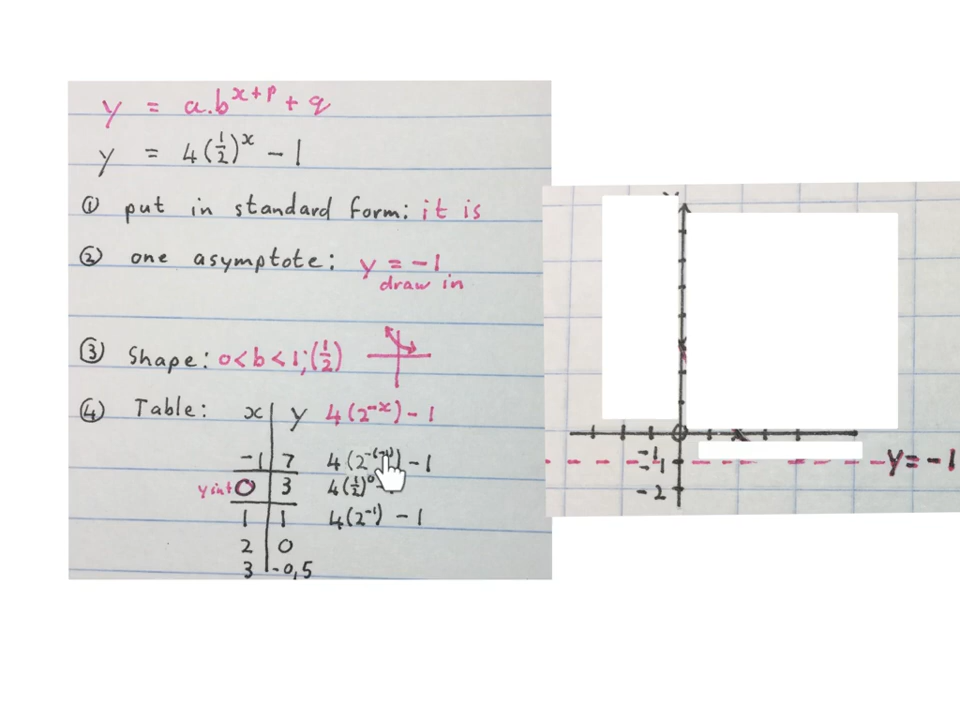 y = a.b^(x+p) + q
y = 4(1/2)^x - 1
① put in standard form: it is
② one asymptote: y = -1
draw in
③ Shape: 0<b<1;(1/2)
④ Table: x | y 4(2^-x) - 1
-1 | 7 4(2^-(-1)) - 1
y int 0 | 3 4(1/2)^0
1 | 1 4(2^-1) - 1
2 | 0
3 | -0,5
-1
-1
y = -1
-2